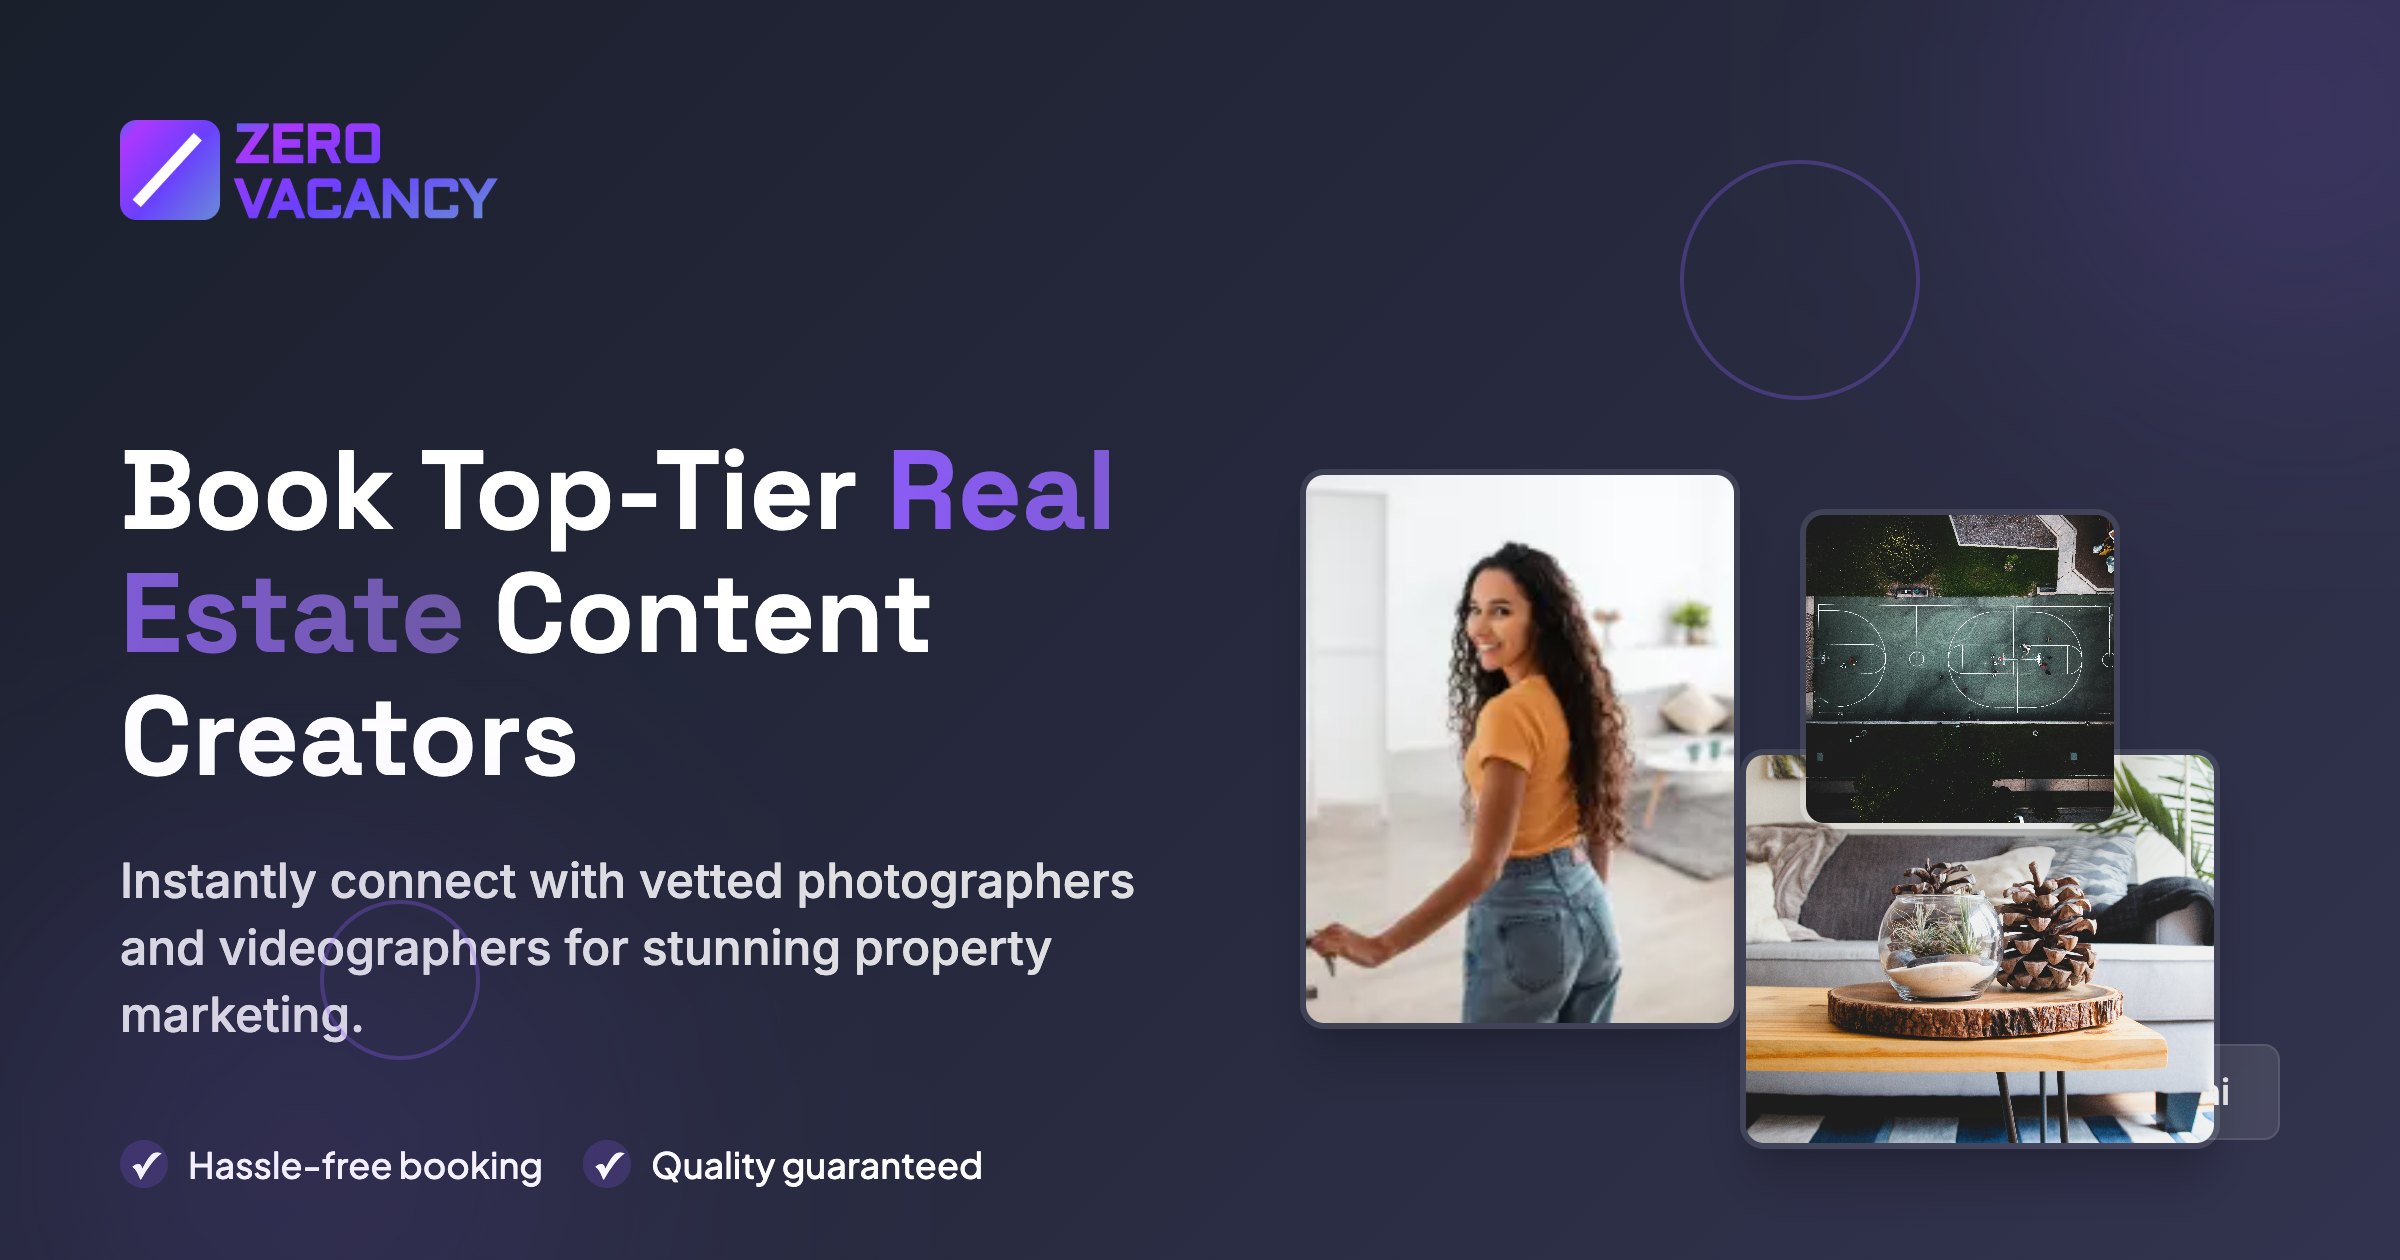 ZERO
VACANCY
Book Top-Tier Real
Estate Content
Creators
Instantly connect with vetted photographers
and videographers for stunning property
marketing.
Hassle-free booking
Quality guaranteed